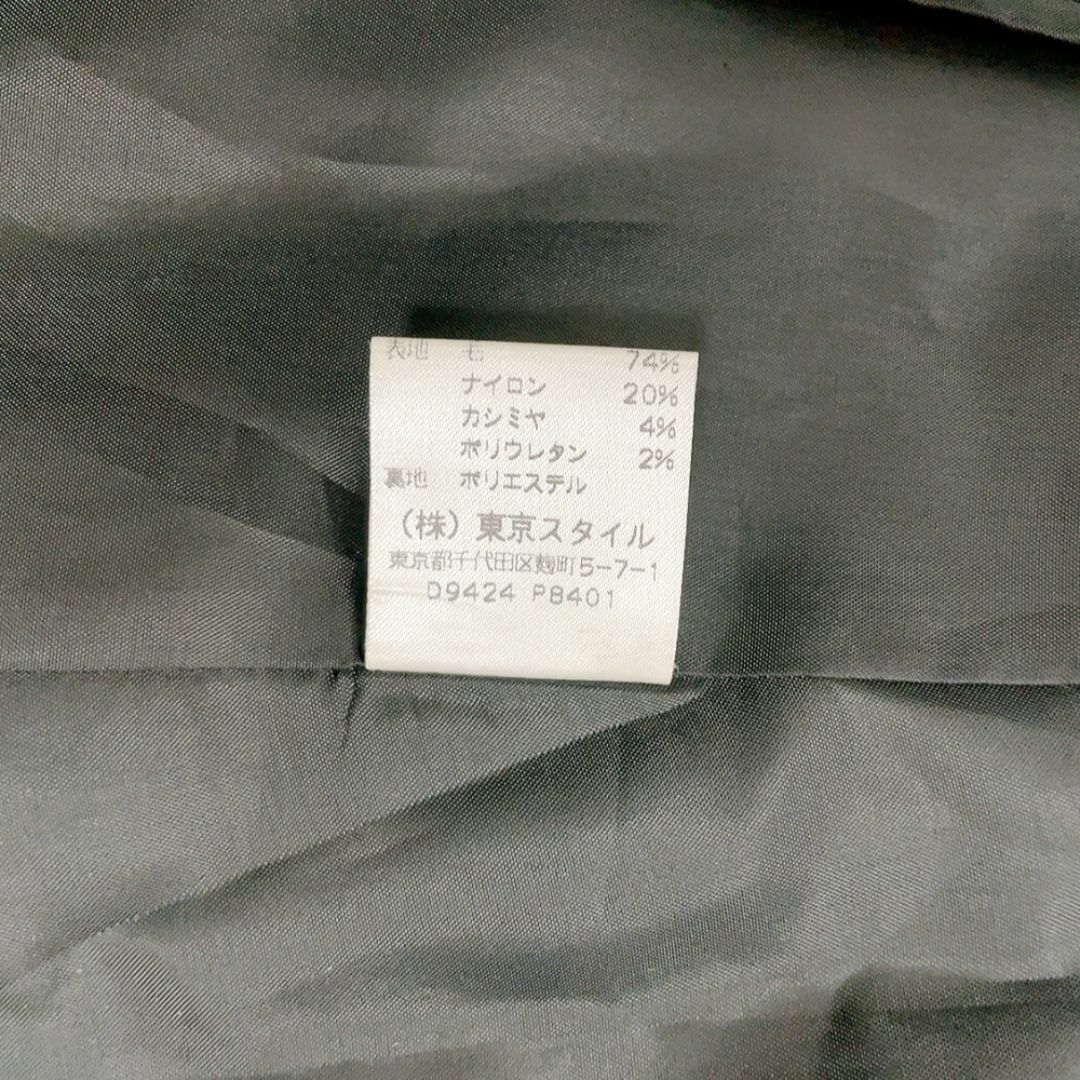 表地 毛 74%
ナイロン 20%
カシミヤ 4%
ポリウレタン 2%
裏地 ポリエステル
(株)東京スタイル
東京都千代田区麹町5-7-1
D9424 P8401